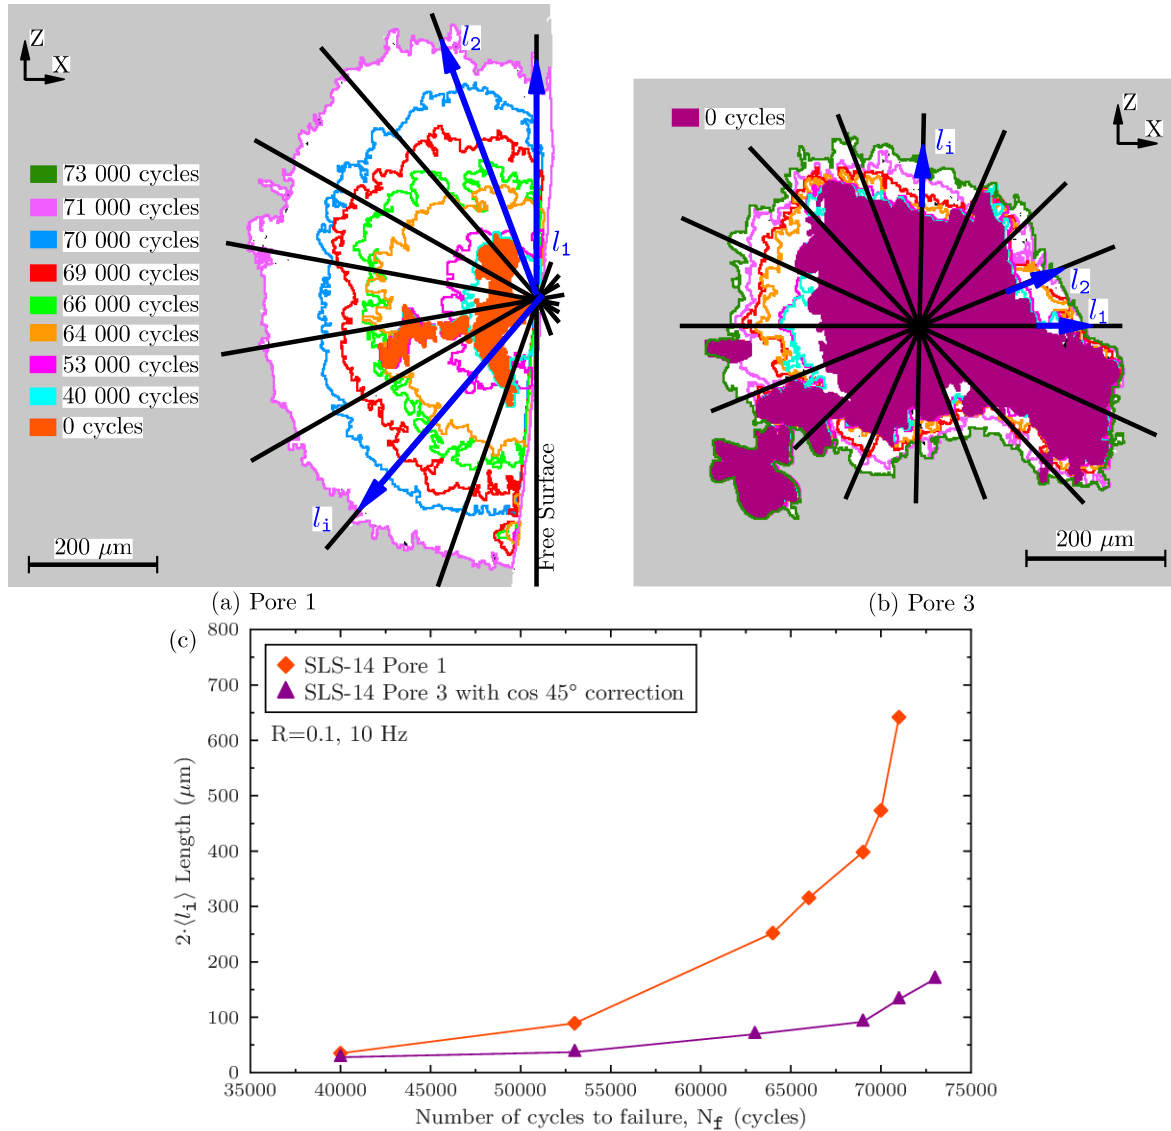 Z
X
l2
l1
li
73 000 cycles
71 000 cycles
70 000 cycles
69 000 cycles
66 000 cycles
64 000 cycles
53 000 cycles
40 000 cycles
0 cycles
200 μm
Free Surface
(a) Pore 1
0 cycles
Z
X
li
l2
l1
200 μm
(b) Pore 3
(c)
800
700
600
500
400
300
200
100
0
2·⟨li⟩ Length (μm)
SLS-14 Pore 1
SLS-14 Pore 3 with cos 45° correction
R=0.1, 10 Hz
35000 40000 45000 50000 55000 60000 65000 70000 75000
Number of cycles to failure, Nf (cycles)